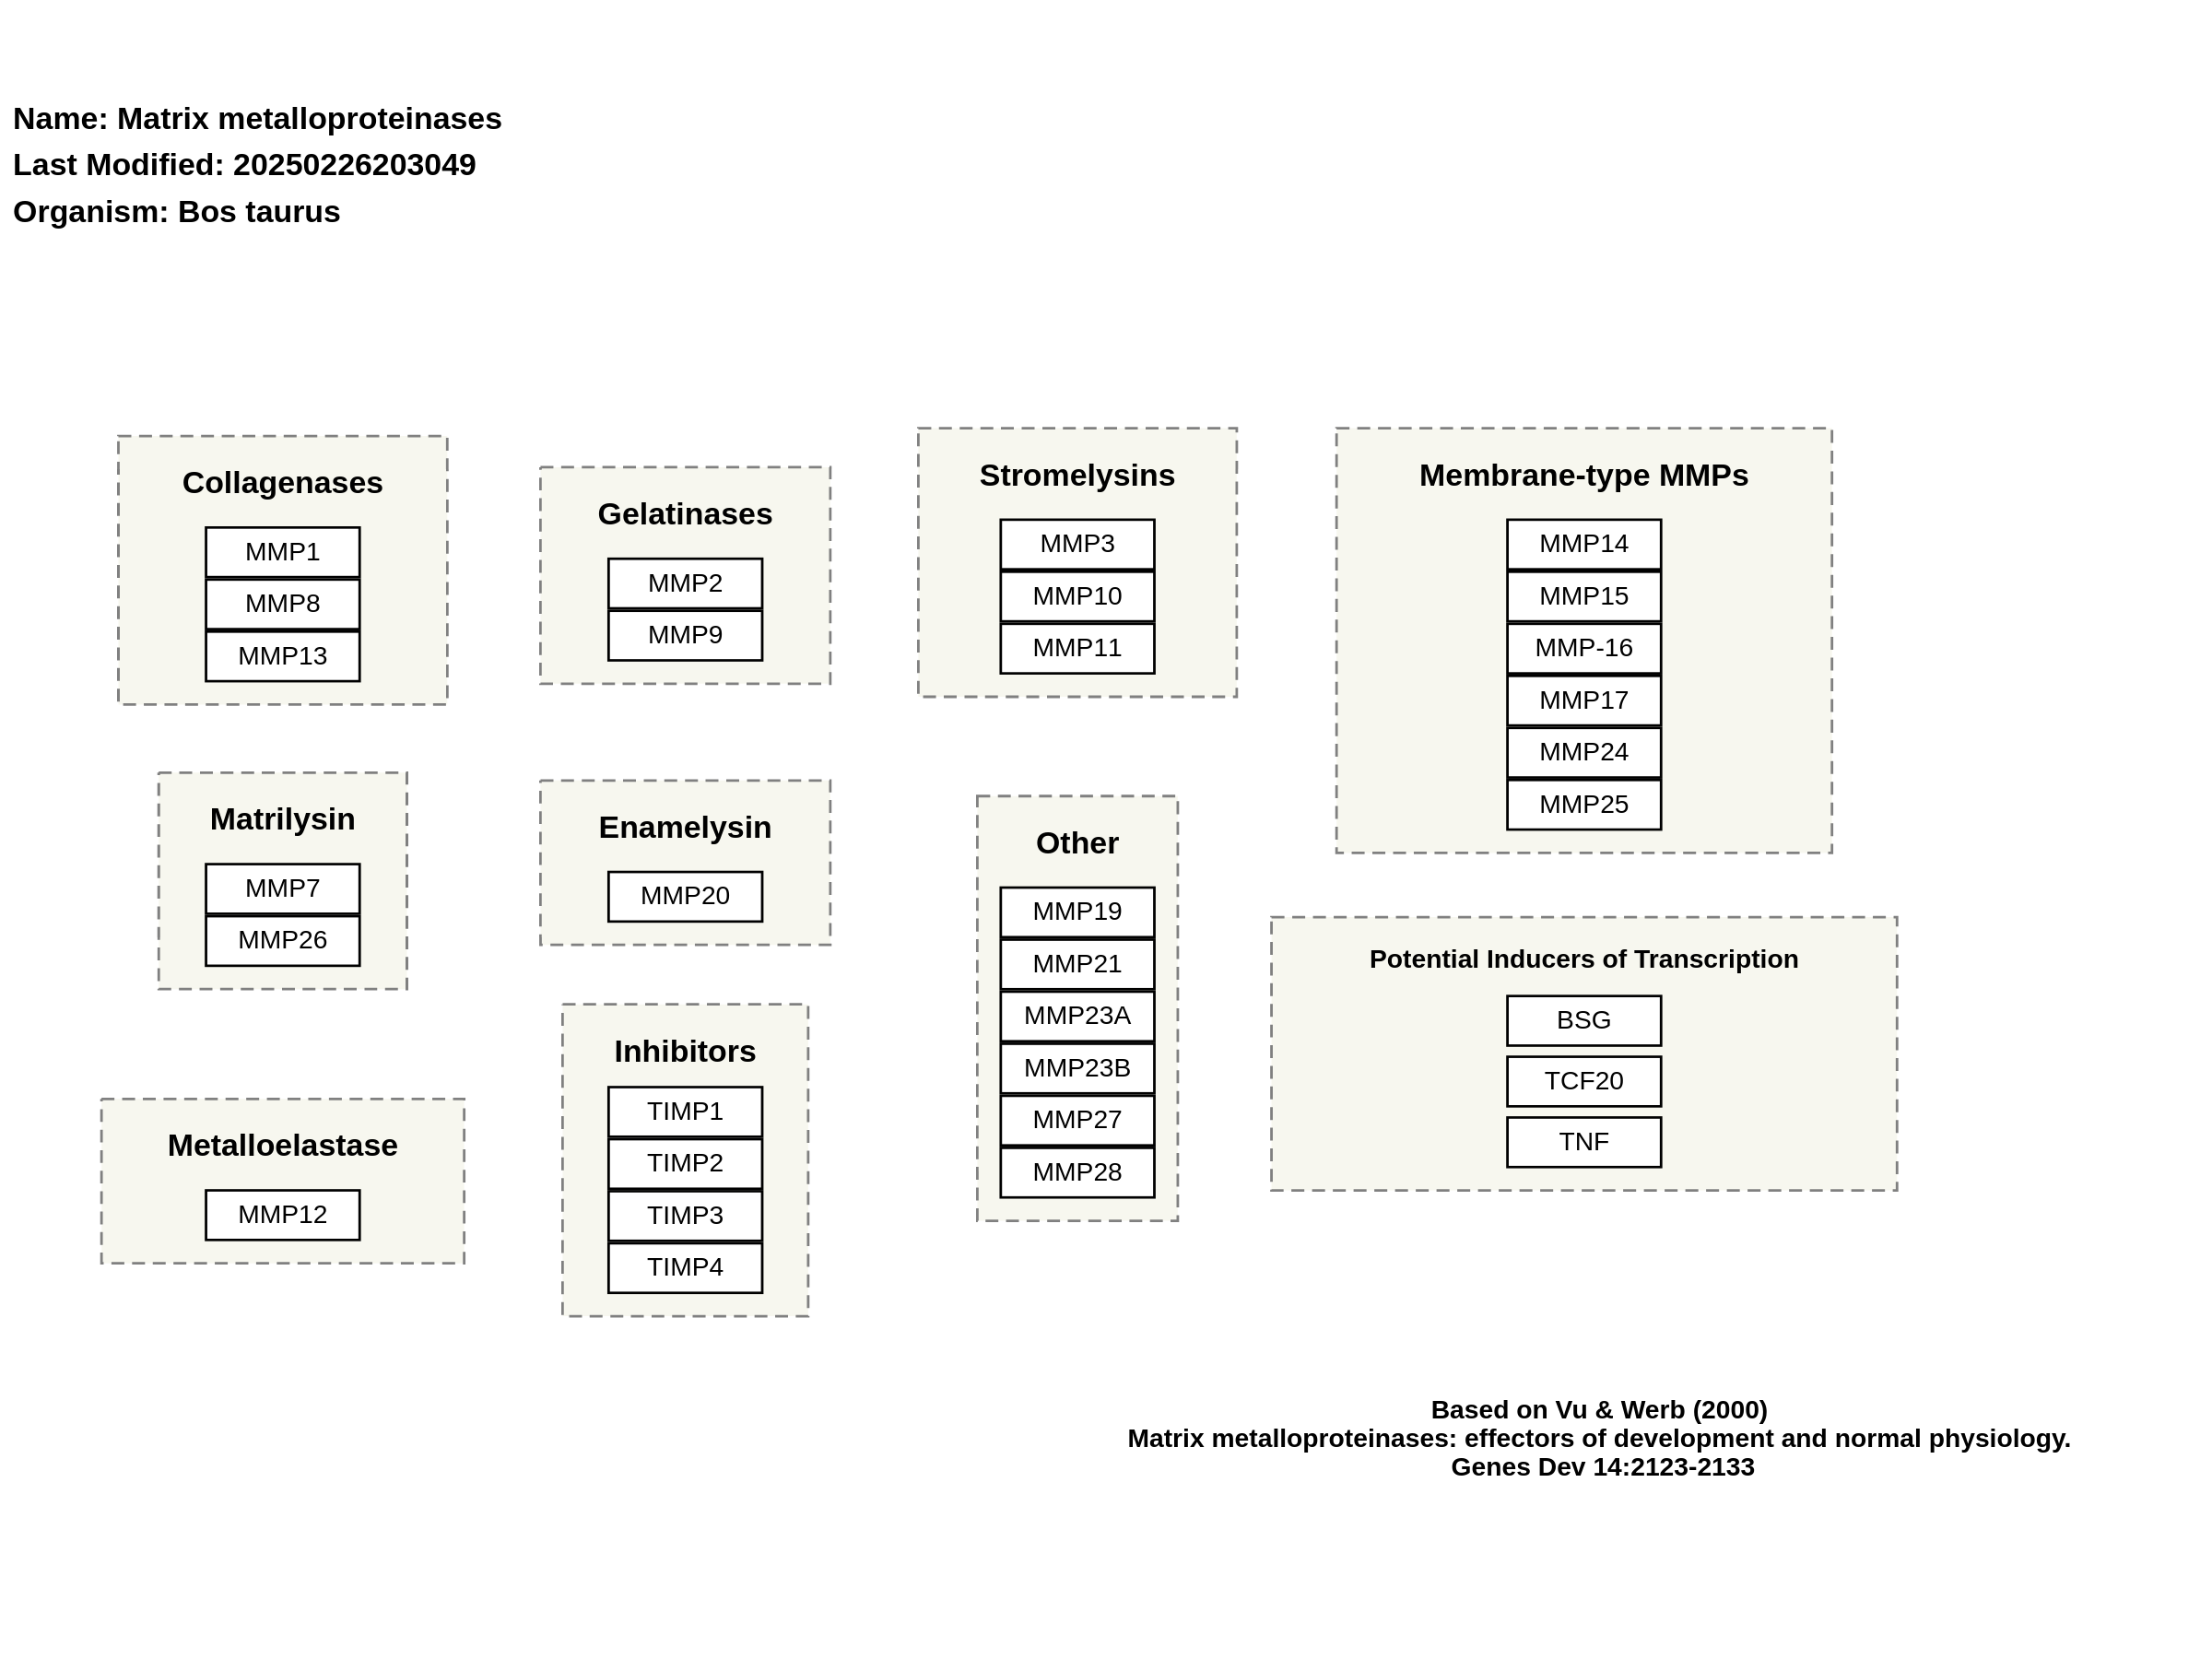 Name: Matrix metalloproteinases
Last Modified: 20250226203049
Organism: Bos taurus
Collagenases
MMP1
MMP8
MMP13
Gelatinases
MMP2
MMP9
Stromelysins
MMP3
MMP10
MMP11
Membrane-type MMPs
MMP14
MMP15
MMP-16
MMP17
MMP24
MMP25
Matrilysin
MMP7
MMP26
Enamelysin
MMP20
Other
MMP19
MMP21
MMP23A
MMP23B
MMP27
MMP28
Potential Inducers of Transcription
BSG
TCF20
TNF
Metalloelastase
MMP12
Inhibitors
TIMP1
TIMP2
TIMP3
TIMP4
Based on Vu & Werb (2000)
Matrix metalloproteinases: effectors of development and normal physiology.
Genes Dev 14:2123-2133